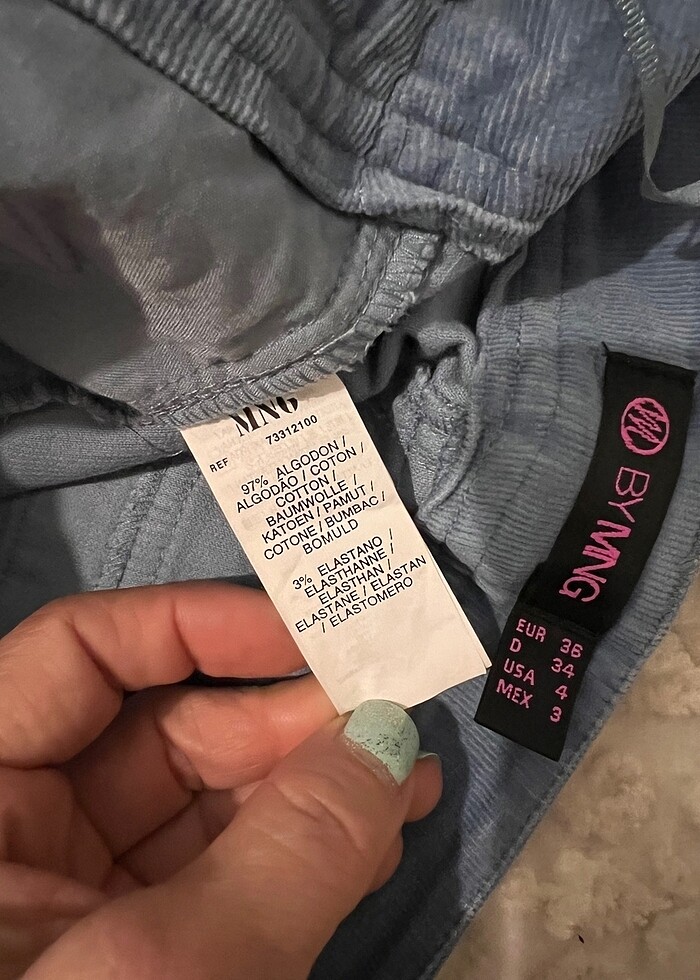 MNG
REF 73312100
97% ALGODON /
ALGODÃO / COTON /
COTTON /
BAUMWOLLE /
KATOEN / PAMUT /
COTONE / BUMBAC /
BOMULD
3% ELASTANO /
ELASTHANNE /
ELASTHAN /
ELASTANE / ELASTAN
/ ELASTOMERO
BY MNG
EUR 36
D 34
USA 4
MEX 3